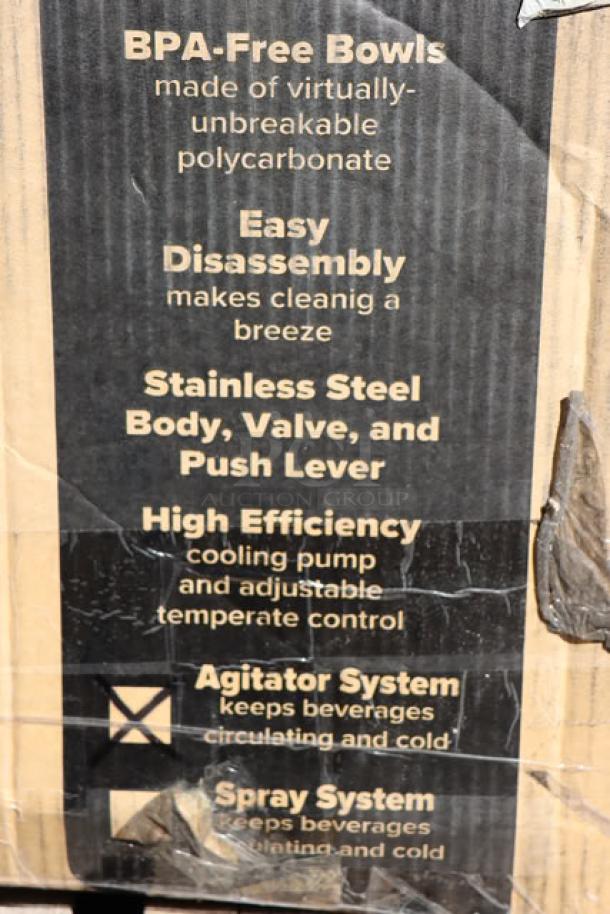 BPA-Free Bowls
made of virtually-
unbreakable
polycarbonate
Easy
Disassembly
makes cleanig a
breeze
Stainless Steel
Body, Valve, and
Push Lever
AUCTION GROUP
High Efficiency
cooling pump
and adjustable
temperate control
Agitator System
keeps beverages
circulating and cold
Spray System
keeps beverages
and cold